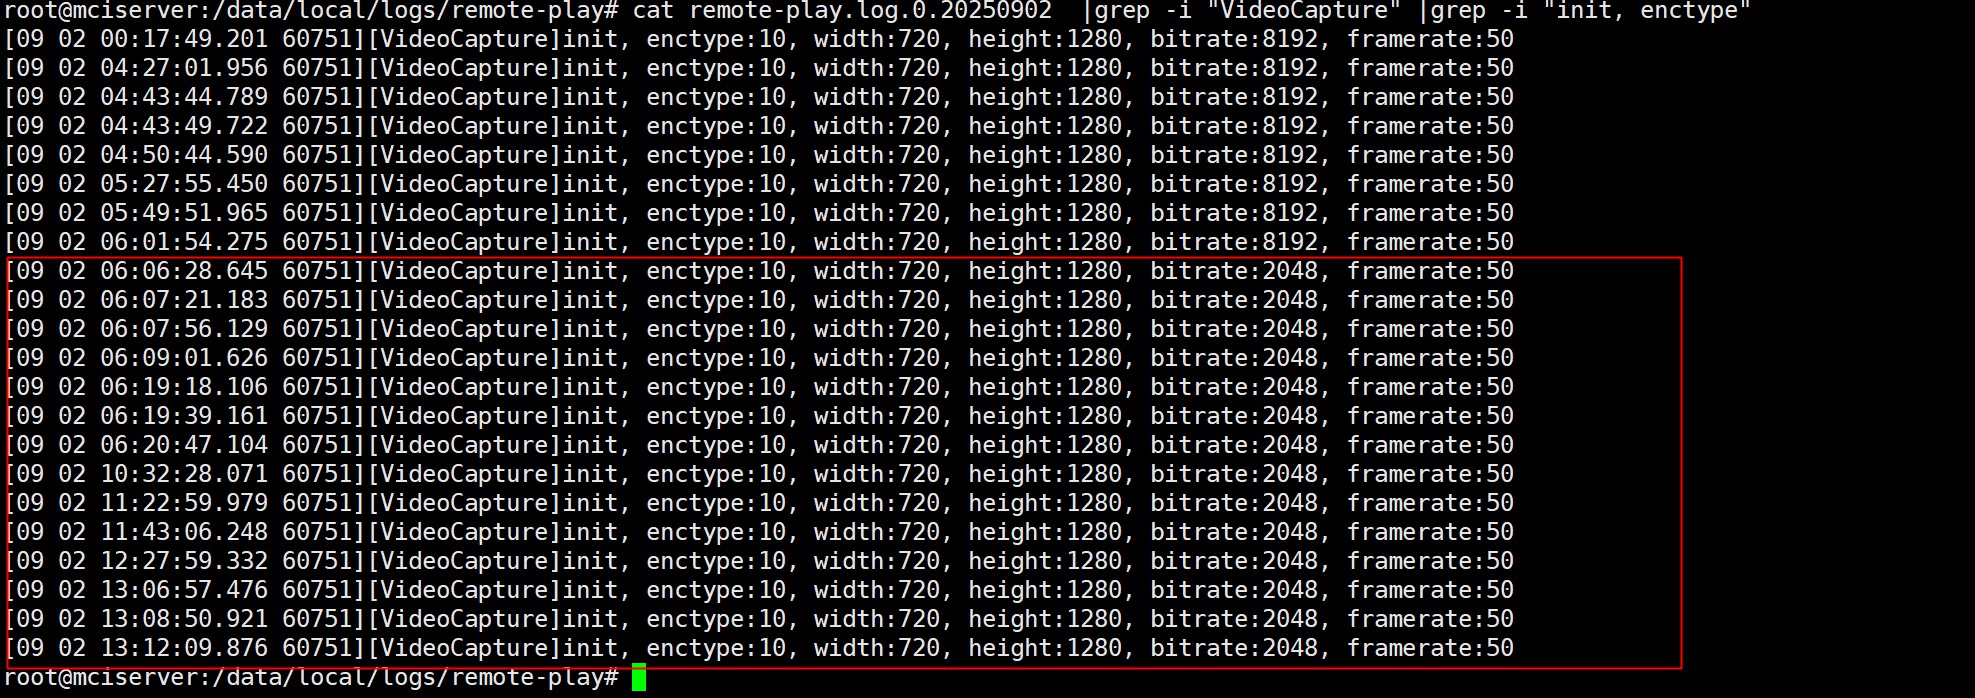 root@mciserver:/data/local/logs/remote-play# cat remote-play.log.0.20250902  |grep -i "VideoCapture" |grep -i "init, enctype"
[09 02 00:17:49.201 60751][VideoCapture]init, enctype:10, width:720, height:1280, bitrate:8192, framerate:50
[09 02 04:27:01.956 60751][VideoCapture]init, enctype:10, width:720, height:1280, bitrate:8192, framerate:50
[09 02 04:43:44.789 60751][VideoCapture]init, enctype:10, width:720, height:1280, bitrate:8192, framerate:50
[09 02 04:43:49.722 60751][VideoCapture]init, enctype:10, width:720, height:1280, bitrate:8192, framerate:50
[09 02 04:50:44.590 60751][VideoCapture]init, enctype:10, width:720, height:1280, bitrate:8192, framerate:50
[09 02 05:27:55.450 60751][VideoCapture]init, enctype:10, width:720, height:1280, bitrate:8192, framerate:50
[09 02 05:49:51.965 60751][VideoCapture]init, enctype:10, width:720, height:1280, bitrate:8192, framerate:50
[09 02 06:01:54.275 60751][VideoCapture]init, enctype:10, width:720, height:1280, bitrate:8192, framerate:50
[09 02 06:06:28.645 60751][VideoCapture]init, enctype:10, width:720, height:1280, bitrate:2048, framerate:50
[09 02 06:07:21.183 60751][VideoCapture]init, enctype:10, width:720, height:1280, bitrate:2048, framerate:50
[09 02 06:07:56.129 60751][VideoCapture]init, enctype:10, width:720, height:1280, bitrate:2048, framerate:50
[09 02 06:09:01.626 60751][VideoCapture]init, enctype:10, width:720, height:1280, bitrate:2048, framerate:50
[09 02 06:19:18.106 60751][VideoCapture]init, enctype:10, width:720, height:1280, bitrate:2048, framerate:50
[09 02 06:19:39.161 60751][VideoCapture]init, enctype:10, width:720, height:1280, bitrate:2048, framerate:50
[09 02 06:20:47.104 60751][VideoCapture]init, enctype:10, width:720, height:1280, bitrate:2048, framerate:50
[09 02 10:32:28.071 60751][VideoCapture]init, enctype:10, width:720, height:1280, bitrate:2048, framerate:50
[09 02 11:22:59.979 60751][VideoCapture]init, enctype:10, width:720, height:1280, bitrate:2048, framerate:50
[09 02 11:43:06.248 60751][VideoCapture]init, enctype:10, width:720, height:1280, bitrate:2048, framerate:50
[09 02 12:27:59.332 60751][VideoCapture]init, enctype:10, width:720, height:1280, bitrate:2048, framerate:50
[09 02 13:06:57.476 60751][VideoCapture]init, enctype:10, width:720, height:1280, bitrate:2048, framerate:50
[09 02 13:08:50.921 60751][VideoCapture]init, enctype:10, width:720, height:1280, bitrate:2048, framerate:50
[09 02 13:12:09.876 60751][VideoCapture]init, enctype:10, width:720, height:1280, bitrate:2048, framerate:50
root@mciserver:/data/local/logs/remote-play#